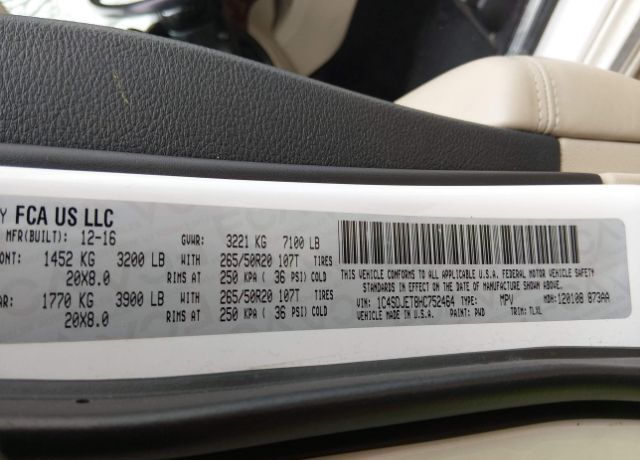 Y FCA US LLC
MFR(BUILT): 12-16 GVWR: 3221 KG 7100 LB
ONT: 1452 KG 3200 LB WITH 265/50R20 107T TIRES
20X8.0 RIMS AT 250 KPA ( 36 PSI) COLD
AR: 1770 KG 3900 LB WITH 265/50R20 107T TIRES
20X8.0 RIMS AT 250 KPA ( 36 PSI) COLD
THIS VEHICLE CONFORMS TO ALL APPLICABLE U.S.A. FEDERAL MOTOR VEHICLE SAFETY
STANDARDS IN EFFECT ON THE DATE OF MANUFACTURE SHOWN ABOVE.
VIN: 1C4SDJET8HC752464 TYPE: MPV MDH: 120108 873AA
VEHICLE MADE IN U.S.A. PAINT: PWD TRIM: TLXL